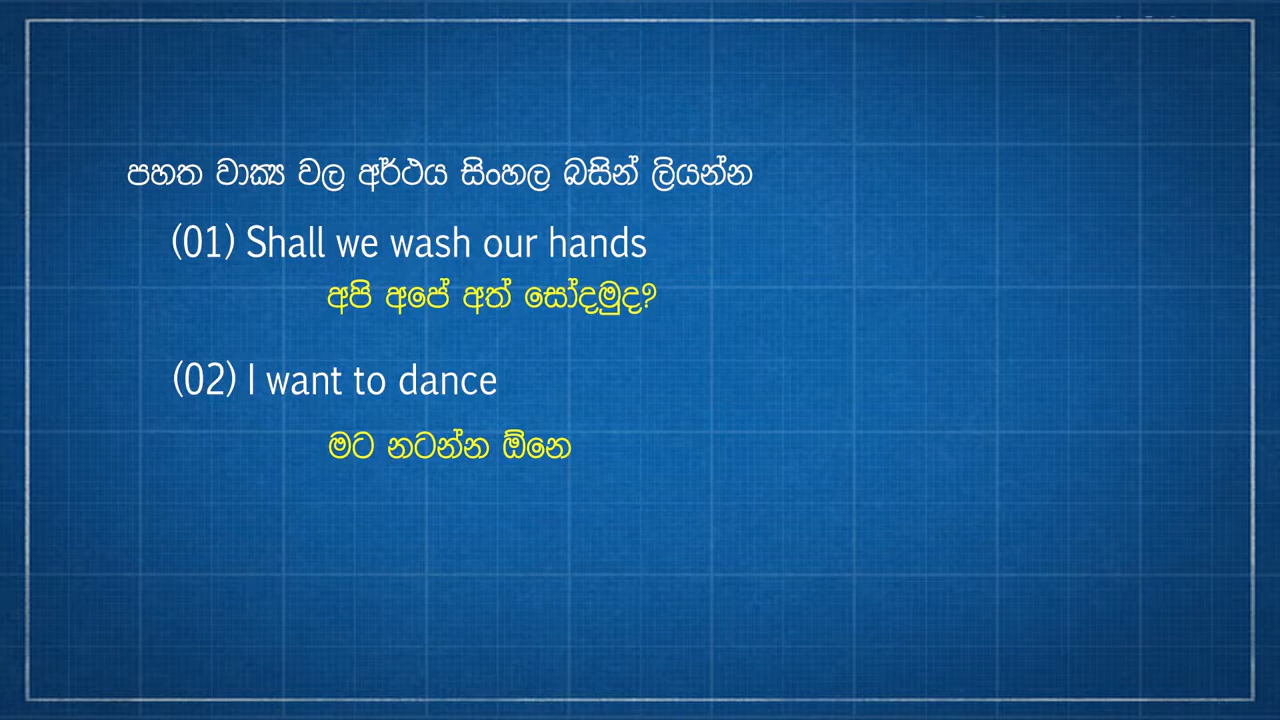 පහත වාක්‍ය වල අර්ථය සිංහල බසින් ලියන්න
(01) Shall we wash our hands
අපි අපේ අත් සෝදමුද?
(02) I want to dance
මට නටන්න ඕනෙ